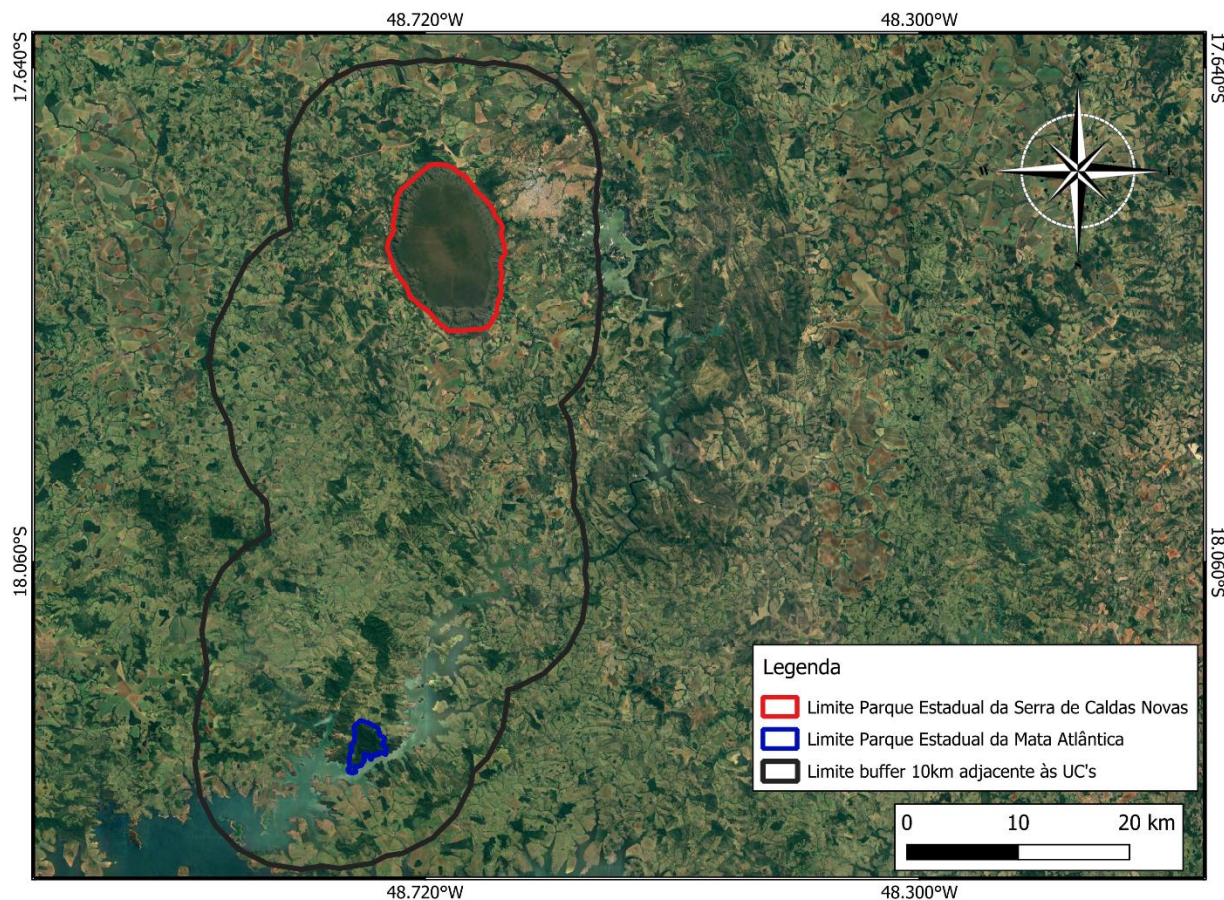 48.720°W 48.300°W
17.640°S 17.640°S
N
W E
S
18.060°S 18.060°S
Legenda
Limite Parque Estadual da Serra de Caldas Novas
Limite Parque Estadual da Mata Atlântica
Limite buffer 10km adjacente às UC's
0 10 20 km
48.720°W 48.300°W